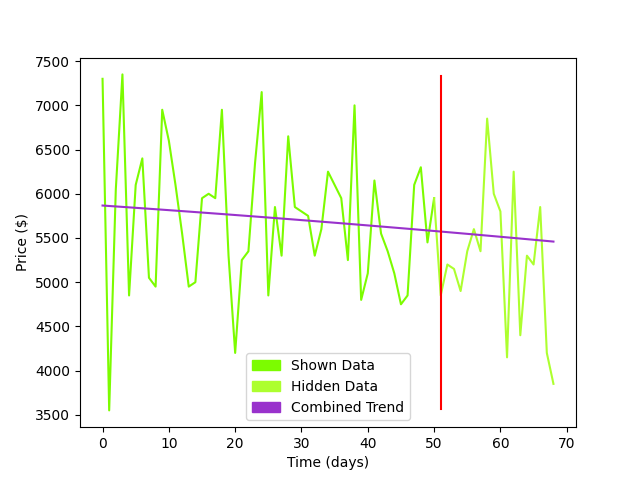 7500
7000
6500
6000
5500
5000
4500
4000
3500
Price ($)
Shown Data
Hidden Data
Combined Trend
0 10 20 30 40 50 60 70
Time (days)